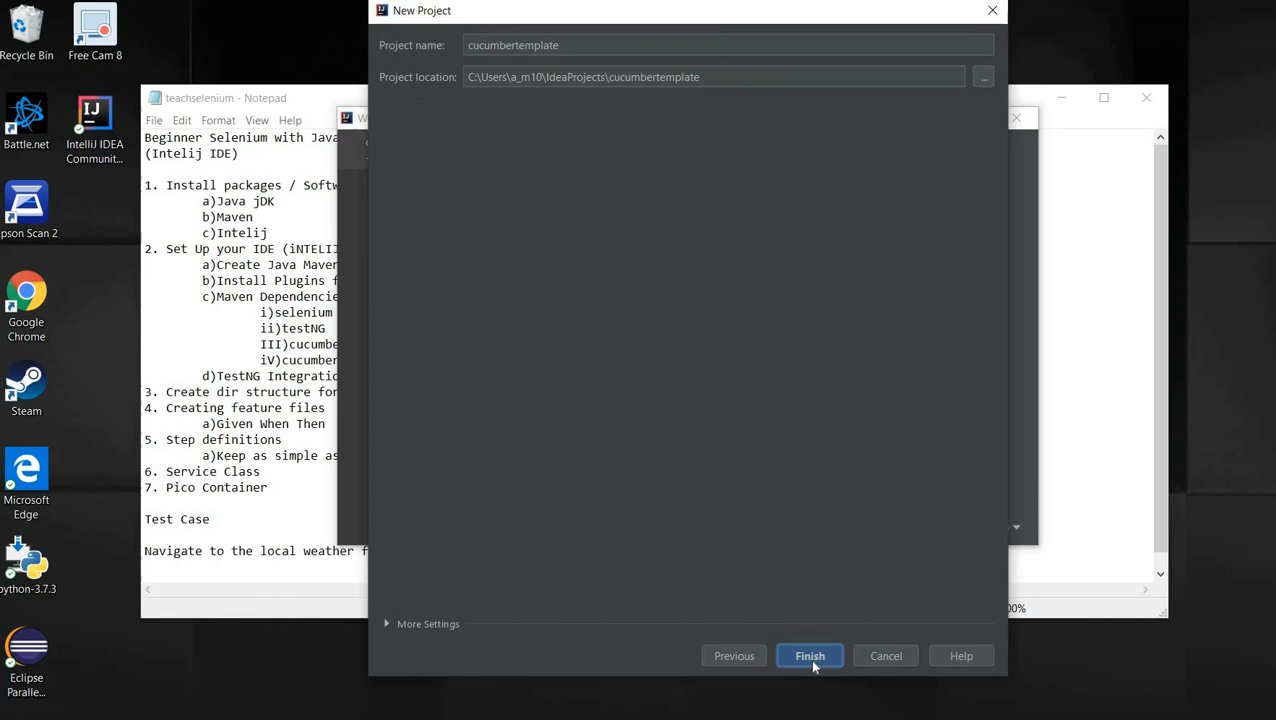 New Project
Project name:
cucumbertemplate
Project location:
C:\Users\a_m10\IdeaProjects\cucumbertemplate
...
More Settings
Previous
Finish
Cancel
Help
teachselenium - Notepad
File Edit Format View Help
Beginner Selenium with Java
(Intelij IDE)
1. Install packages / Softw
a)Java jDK
b)Maven
c)Intelij
2. Set Up your IDE (iNTELIJ
a)Create Java Maven
b)Install Plugins f
c)Maven Dependencie
i)selenium
ii)testNG
III)cucumbe
iV)cucumber
d)TestNG Integratio
3. Create dir structure for
4. Creating feature files
a)Given When Then
5. Step definitions
a)Keep as simple as
6. Service Class
7. Pico Container
Test Case
Navigate to the local weather f
00%
Recycle Bin
Free Cam 8
Battle.net
IntelliJ IDEA
Communit...
pson Scan 2
Google
Chrome
Steam
Microsoft
Edge
python-3.7.3
Eclipse
Paralle...